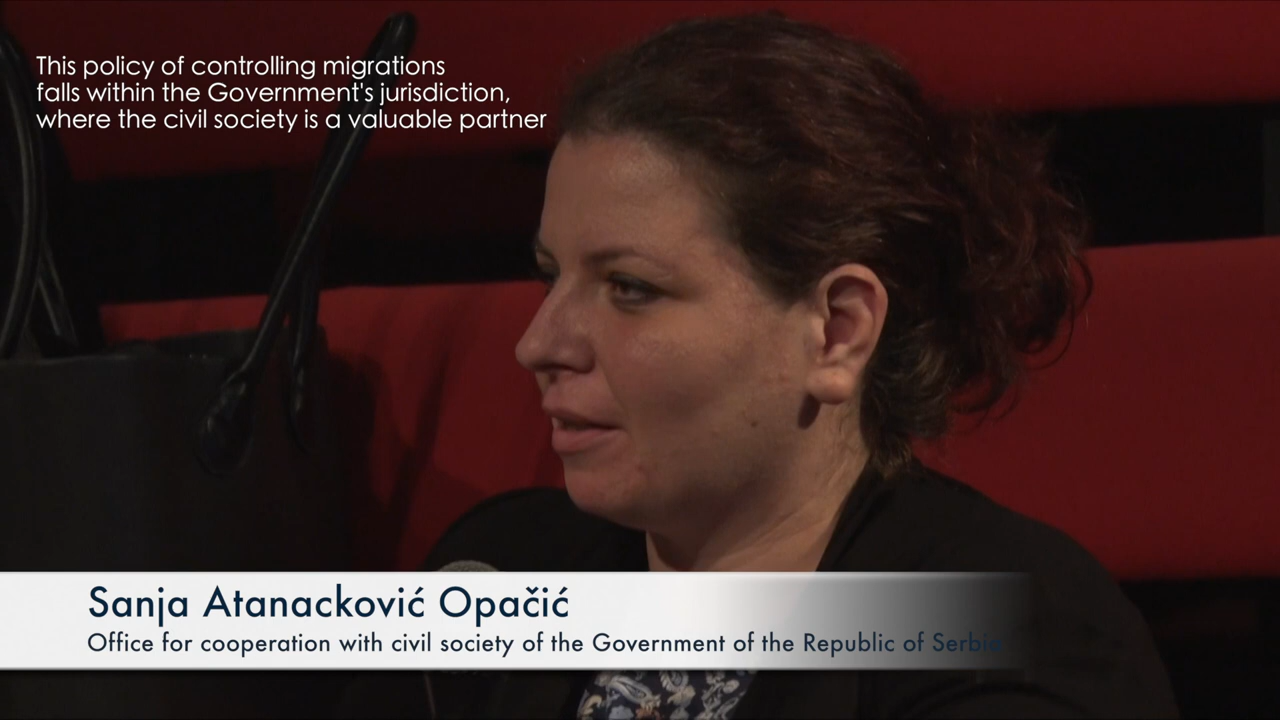 This policy of controlling migrations
falls within the Government's jurisdiction,
where the civil society is a valuable partner
Sanja Atanacković Opačić
Office for cooperation with civil society of the Government of the Republic of Serbia